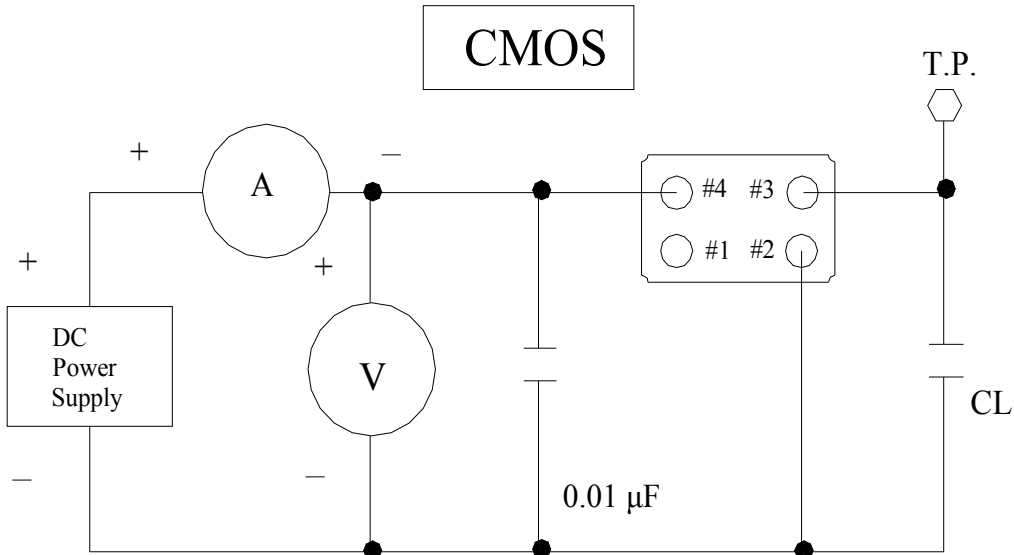 CMOS
T.P.
+
–
A
#4 #3
+
+
#1 #2
DC
Power
Supply
V
CL
–
–
0.01 μF